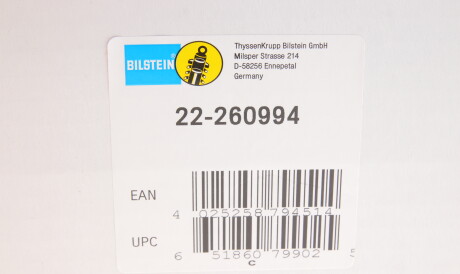 BILSTEIN
ThyssenKrupp Bilstein GmbH
Milsper Strasse 214
D-58256 Ennepetal
Germany
22-260994
EAN
4 025258 794514
UPC
6 51860 79902 5
C